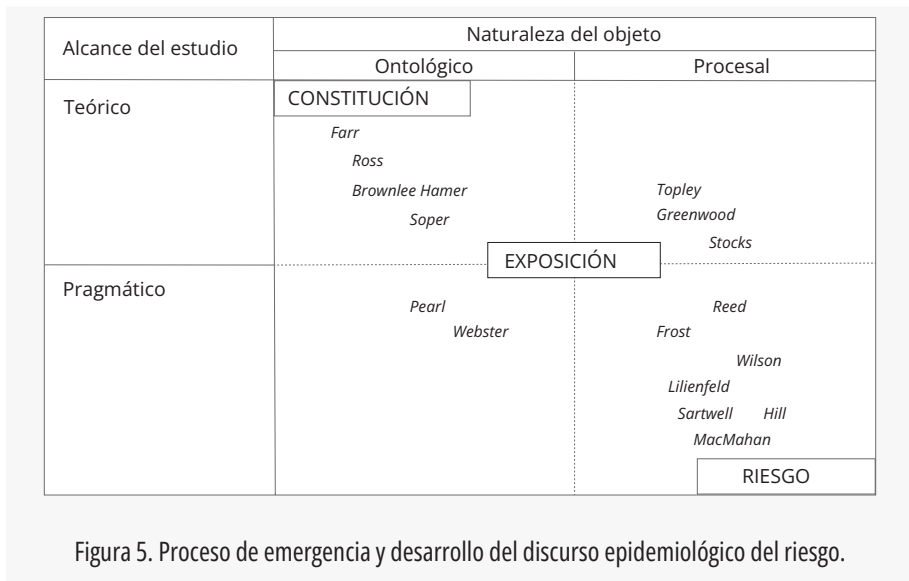 Alcance del estudio
Naturaleza del objeto
Ontológico
Procesal
Teórico
CONSTITUCIÓN
Farr
Ross
Brownlee Hamer
Soper
Topley
Greenwood
Stocks
EXPOSICIÓN
Pragmático
Pearl
Webster
Reed
Frost
Wilson
Lilienfeld
Sartwell Hill
MacMahan
RIESGO
Figura 5. Proceso de emergencia y desarrollo del discurso epidemiológico del riesgo.